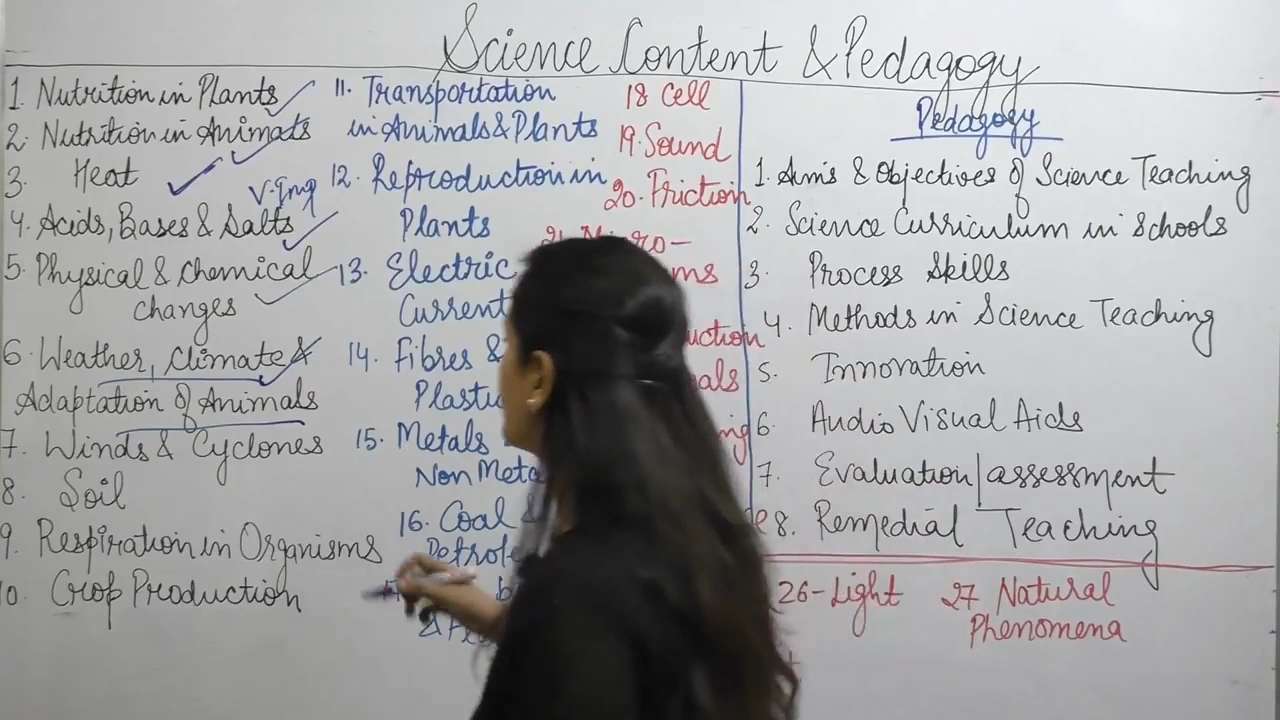 Science Content & Pedagogy
1. Nutrition in Plants
2. Nutrition in Animals
3. Heat
V. Imp
4. Acids, Bases & Salts
5. Physical & Chemical
changes
6. Weather, Climate &
Adaptation of Animals
7. Winds & Cyclones
8. Soil
9. Respiration in Organisms
10. Crop Production
11. Transportation
in Animals & Plants
12. Reproduction in
Plants
13. Electric
Current
14. Fibres &
15. Metals
Non
16. Coal &
18 Cell
19. Sound
20. Friction
Pedagogy
1. Aims & Objectives of Science Teaching
2. Science Curriculum in Schools
3. Process Skills
4. Methods in Science Teaching
5. Innovation
6. Audio Visual Aids
7. Evaluation/assessment
8. Remedial Teaching
26-Light
27 Natural
Phenomena